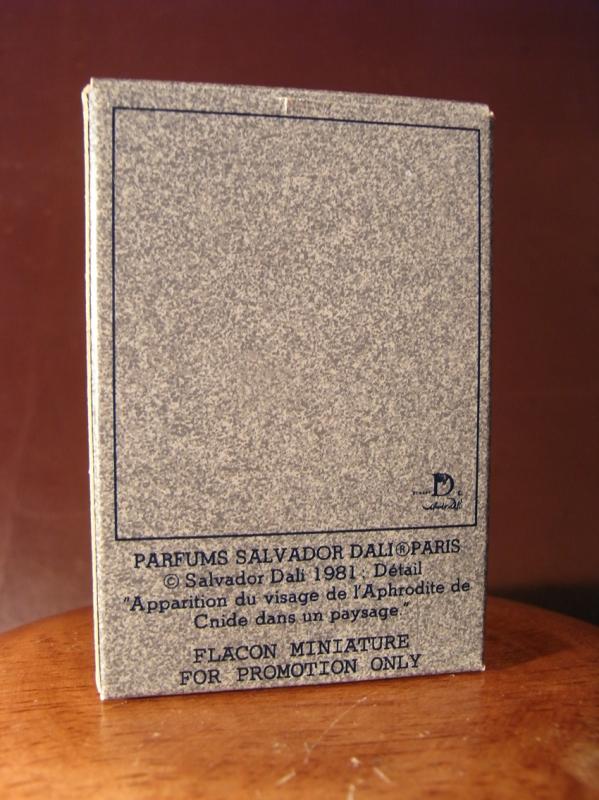 D
PARFUMS SALVADOR DALI®PARIS
© Salvador Dali 1981. Détail
"Apparition du visage de l'Aphrodite de
Cnide dans un paysage."
FLACON MINIATURE
FOR PROMOTION ONLY